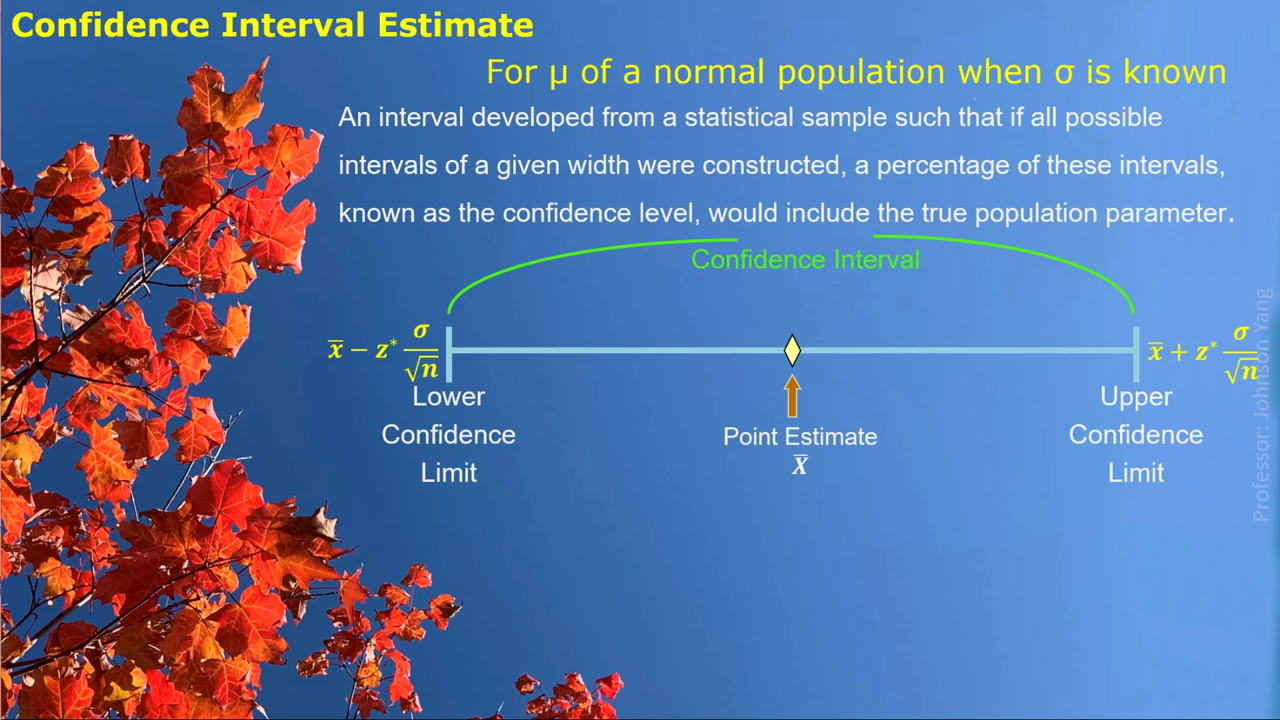 Confidence Interval Estimate
For μ of a normal population when σ is known
An interval developed from a statistical sample such that if all possible
intervals of a given width were constructed, a percentage of these intervals,
known as the confidence level, would include the true population parameter.
Confidence Interval
x̅ − z* σ/√n
x̅ + z* σ/√n
Lower
Confidence
Limit
Point Estimate
X̅
Upper
Confidence
Limit
Professor: Johnson Yang